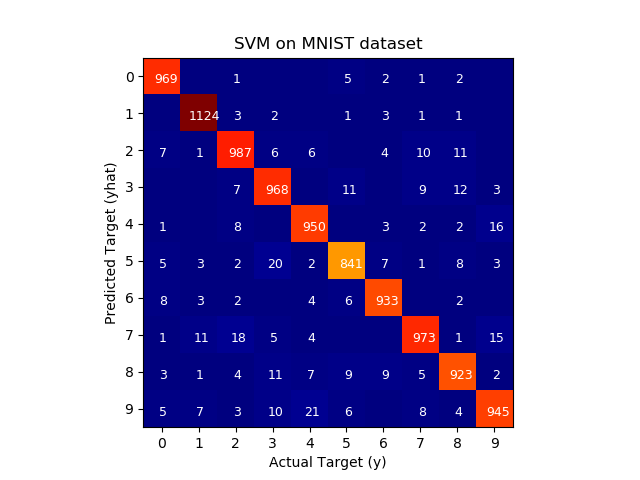 SVM on MNIST dataset
0 969 1 5 2 1 2
1 1124 3 2 1 3 1 1
2 7 1 987 6 6 4 10 11
3 7 968 11 9 12 3
4 1 8 950 3 2 2 16
5 5 3 2 20 2 841 7 1 8 3
6 8 3 2 4 6 933 2
7 1 11 18 5 4 973 1 15
8 3 1 4 11 7 9 9 5 923 2
9 5 7 3 10 21 6 8 4 945
0 1 2 3 4 5 6 7 8 9
Predicted Target (yhat)
Actual Target (y)